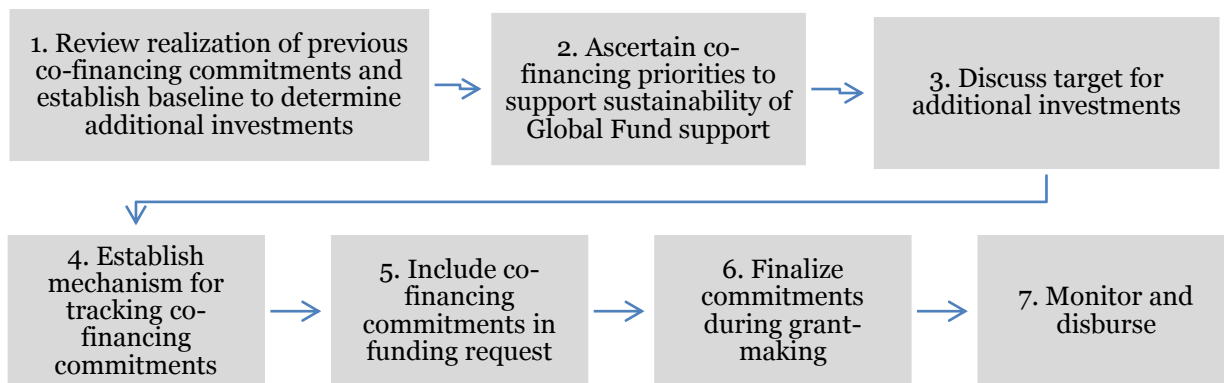 1. Review realization of previous
co-financing commitments and
establish baseline to determine
additional investments
2. Ascertain co-
financing priorities to
support sustainability of
Global Fund support
3. Discuss target for
additional investments
4. Establish
mechanism for
tracking co-
financing
commitments
5. Include co-
financing
commitments in
funding request
6. Finalize
commitments
during grant-
making
7. Monitor and
disburse